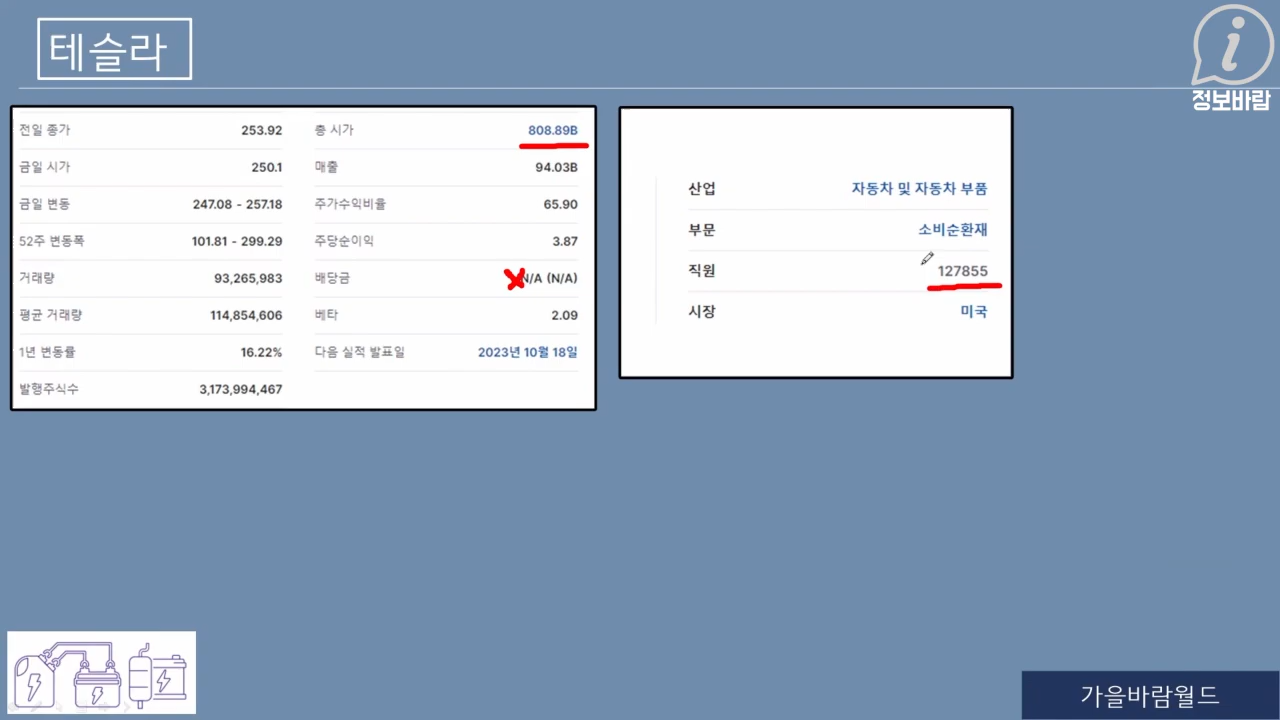 테슬라
정보바람
전일 종가 253.92 총 시가 808.89B
금일 시가 250.1 매출 94.03B
금일 변동 247.08 - 257.18 주가수익비율 65.90
52주 변동폭 101.81 - 299.29 주당순이익 3.87
거래량 93,265,983 배당금 N/A (N/A)
평균 거래량 114,854,606 베타 2.09
1년 변동률 16.22% 다음 실적 발표일 2023년 10월 18일
발행주식수 3,173,994,467
산업 자동차 및 자동차 부품
부문 소비순환재
직원 127855
시장 미국
가을바람월드